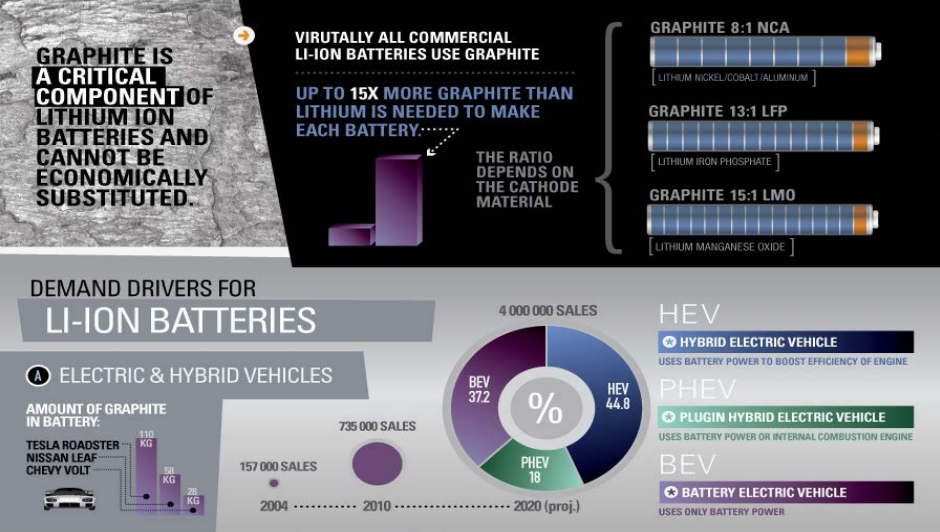 GRAPHITE IS
A CRITICAL
COMPONENT OF
LITHIUM ION
BATTERIES AND
CANNOT BE
ECONOMICALLY
SUBSTITUTED.
VIRUTALLY ALL COMMERCIAL
LI-ION BATTERIES USE GRAPHITE
UP TO 15X MORE GRAPHITE THAN
LITHIUM IS NEEDED TO MAKE
EACH BATTERY.
THE RATIO
DEPENDS ON
THE CATHODE
MATERIAL
GRAPHITE 8:1 NCA
[ LITHIUM NICKEL/COBALT/ALUMINUM ]
GRAPHITE 13:1 LFP
[ LITHIUM IRON PHOSPHATE ]
GRAPHITE 15:1 LMO
[ LITHIUM MANGANESE OXIDE ]
DEMAND DRIVERS FOR
LI-ION BATTERIES
A ELECTRIC & HYBRID VEHICLES
AMOUNT OF GRAPHITE
IN BATTERY:
TESLA ROADSTER
NISSAN LEAF
CHEVY VOLT
110
KG
58
KG
28
KG
157 000 SALES
2004
735 000 SALES
2010
4 000 000 SALES
BEV
37.2
HEV
44.8
PHEV
18
%
2020 (proj.)
HEV
HYBRID ELECTRIC VEHICLE
USES BATTERY POWER TO BOOST EFFICIENCY OF ENGINE
PHEV
PLUGIN HYBRID ELECTRIC VEHICLE
USES BATTERY POWER OR INTERNAL COMBUSTION ENGINE
BEV
BATTERY ELECTRIC VEHICLE
USES ONLY BATTERY POWER